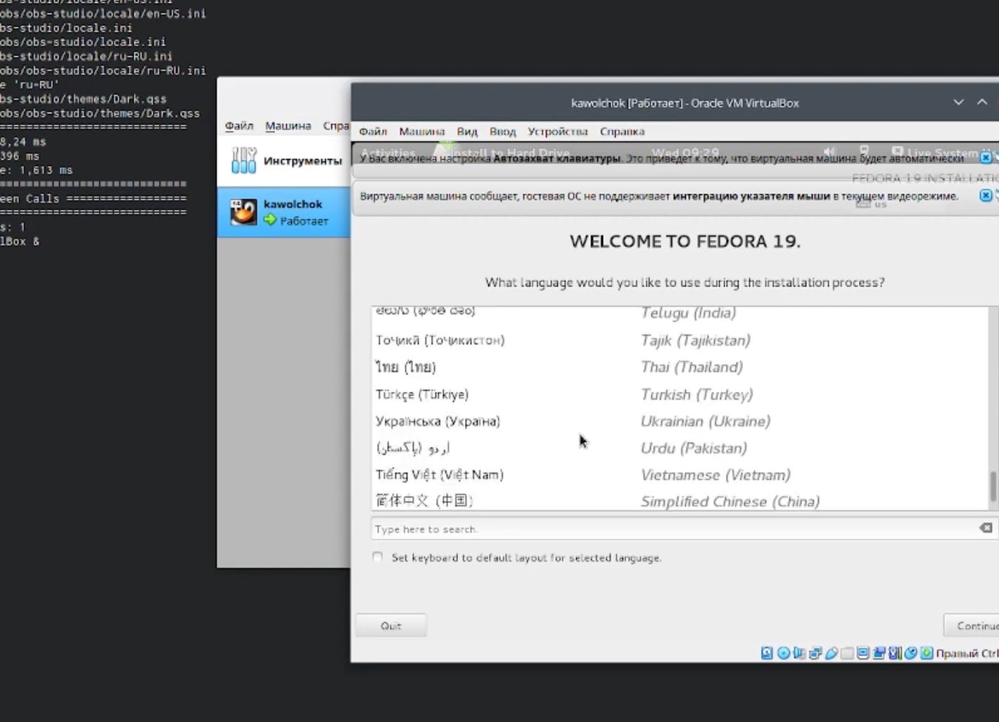 obs/obs-studio/locale/en-US.ini
bs-studio/locale.ini
obs/obs-studio/locale.ini
bs-studio/locale/ru-RU.ini
obs/obs-studio/locale/ru-RU.ini
e 'ru-RU'
bs-studio/themes/Dark.qss
obs/obs-studio/themes/Dark.qss
===========================
8,24 ms
396 ms
e: 1,613 ms
===========================
een Calls ==================
===========================
s: 1
lBox &
Файл Машина Спра
Инструменты
kawolchok
Работает
kawolchok [Работает] - Oracle VM VirtualBox
Файл Машина Вид Ввод Устройства Справка
Activities Install to Hard Drive Wed 09:29 Live System Us
У Вас включена настройка Автозахват клавиатуры. Это приведет к тому, что виртуальная машина будет автоматически
FEDORA 19 INSTALLATIO
Виртуальная машина сообщает, гостевая ОС не поддерживает интеграцию указателя мыши в текущем видеорежиме.
us
WELCOME TO FEDORA 19.
What language would you like to use during the installation process?
Telugu (India)
Тоҷикӣ (Тоҷикистон) Tajik (Tajikistan)
ไทย (ไทย) Thai (Thailand)
Türkçe (Türkiye) Turkish (Turkey)
Українська (Україна) Ukrainian (Ukraine)
اردو (پاکستان) Urdu (Pakistan)
Tiếng Việt (Việt Nam) Vietnamese (Vietnam)
简体中文 (中国) Simplified Chinese (China)
Type here to search.
Set keyboard to default layout for selected language.
Quit
Continue
Правый Ctrl